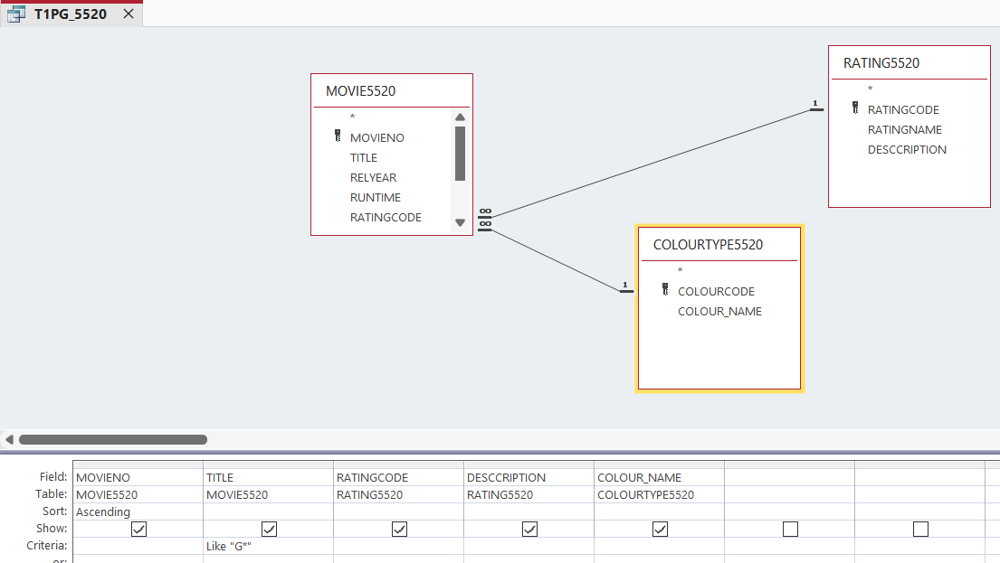 T1PG_5520
MOVIE5520
*
MOVIENO
TITLE
RELYEAR
RUNTIME
RATINGCODE
RATING5520
*
RATINGCODE
RATINGNAME
DESCCRIPTION
1
∞
∞
1
COLOURTYPE5520
*
COLOURCODE
COLOUR_NAME
Field: MOVIENO TITLE RATINGCODE DESCCRIPTION COLOUR_NAME
Table: MOVIE5520 MOVIE5520 RATING5520 RATING5520 COLOURTYPE5520
Sort: Ascending
Show:
Criteria: Like "G*"
or: